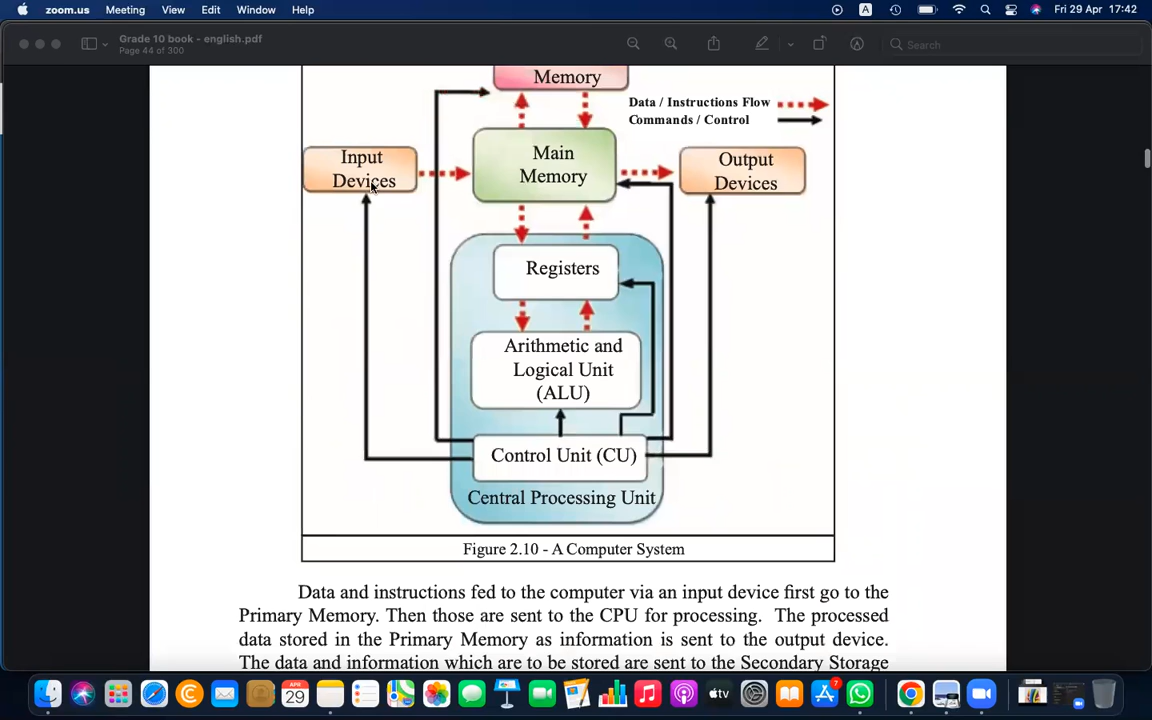 zoom.us Meeting View Edit Window Help A Fri 29 Apr 17:42
Grade 10 book - english.pdf
Page 44 of 300
Search
Memory
Data / Instructions Flow
Commands / Control
Input
Devices
Main
Memory
Output
Devices
Registers
Arithmetic and
Logical Unit
(ALU)
Control Unit (CU)
Central Processing Unit
Figure 2.10 - A Computer System
Data and instructions fed to the computer via an input device first go to the
Primary Memory. Then those are sent to the CPU for processing. The processed
data stored in the Primary Memory as information is sent to the output device.
The data and information which are to be stored are sent to the Secondary Storage
APR
29
tv
7